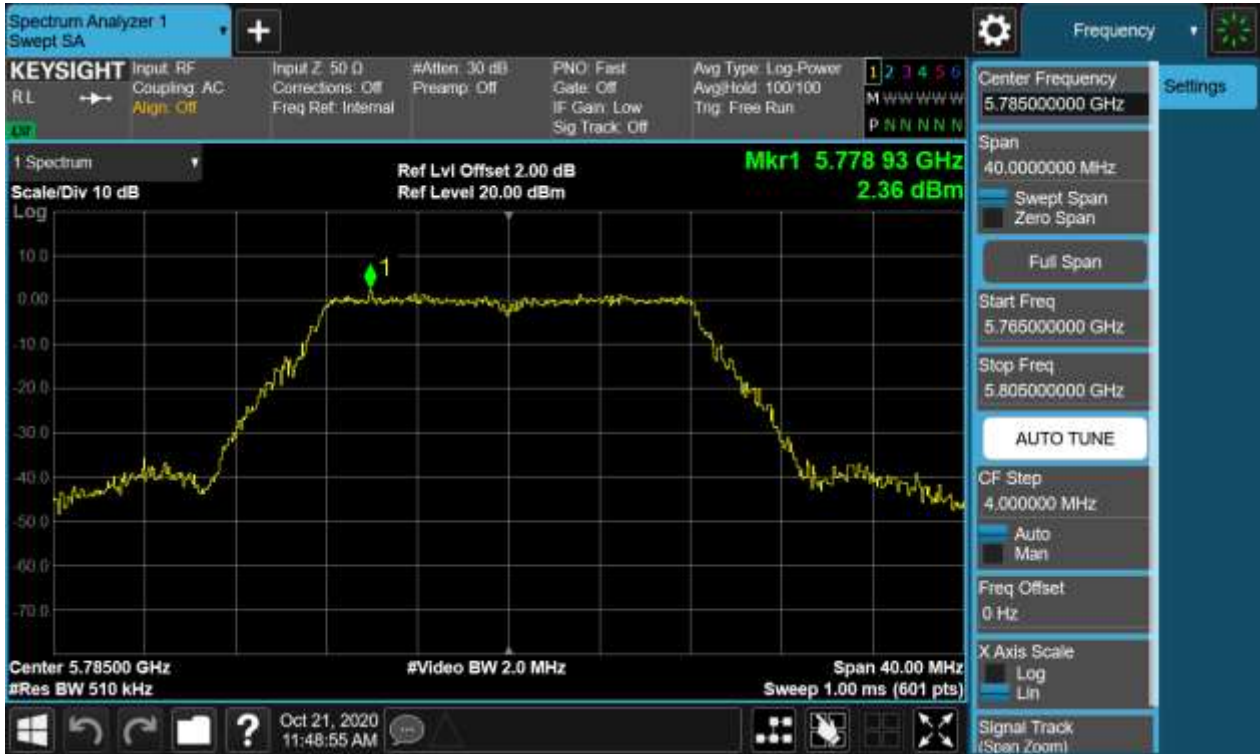 Spectrum Analyzer 1
Swept SA
Frequency
KEYSIGHT
RL
Input: RF
Coupling: AC
Align: Off
Input Z: 50 Ω
Corrections: Off
Freq Ref: Internal
#Atten: 30 dB
Preamp: Off
PNO: Fast
Gate: Off
IF Gain: Low
Sig Track: Off
Avg Type: Log-Power
Avg|Hold: 100/100
Trig: Free Run
1 2 3 4 5 6
M W W W W W
P N N N N N
Center Frequency
5.785000000 GHz
Settings
Span
40.0000000 MHz
Swept Span
Zero Span
Full Span
Start Freq
5.765000000 GHz
Stop Freq
5.805000000 GHz
AUTO TUNE
CF Step
4.000000 MHz
Auto
Man
Freq Offset
0 Hz
X Axis Scale
Log
Lin
Signal Track
(Span Zoom)
1 Spectrum
Scale/Div 10 dB
Ref Lvl Offset 2.00 dB
Ref Level 20.00 dBm
Mkr1 5.778 93 GHz
2.36 dBm
Log
1
10.0
0.00
-10.0
-20.0
-30.0
-40.0
-50.0
-60.0
-70.0
Center 5.78500 GHz
#Video BW 2.0 MHz
Span 40.00 MHz
#Res BW 510 kHz
Sweep 1.00 ms (601 pts)
?
Oct 21, 2020
11:48:55 AM